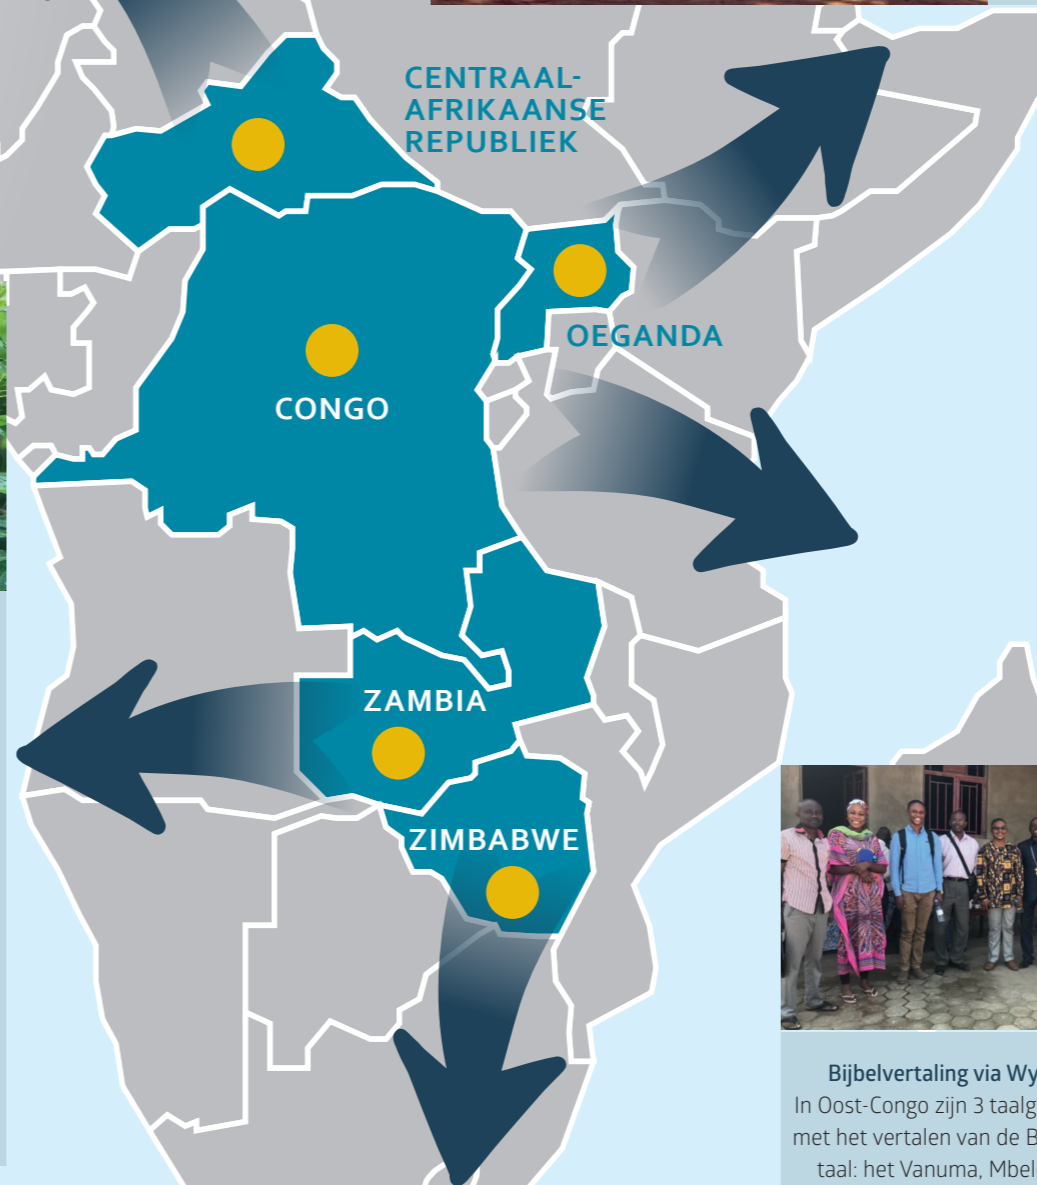 CENTRAAL-
AFRIKAANSE
REPUBLIEK
OEGANDA
CONGO
ZAMBIA
ZIMBABWE
Bijbelvertaling via
In Oost-Congo zijn 3
met het vertalen van de
taal: het Vanuma,